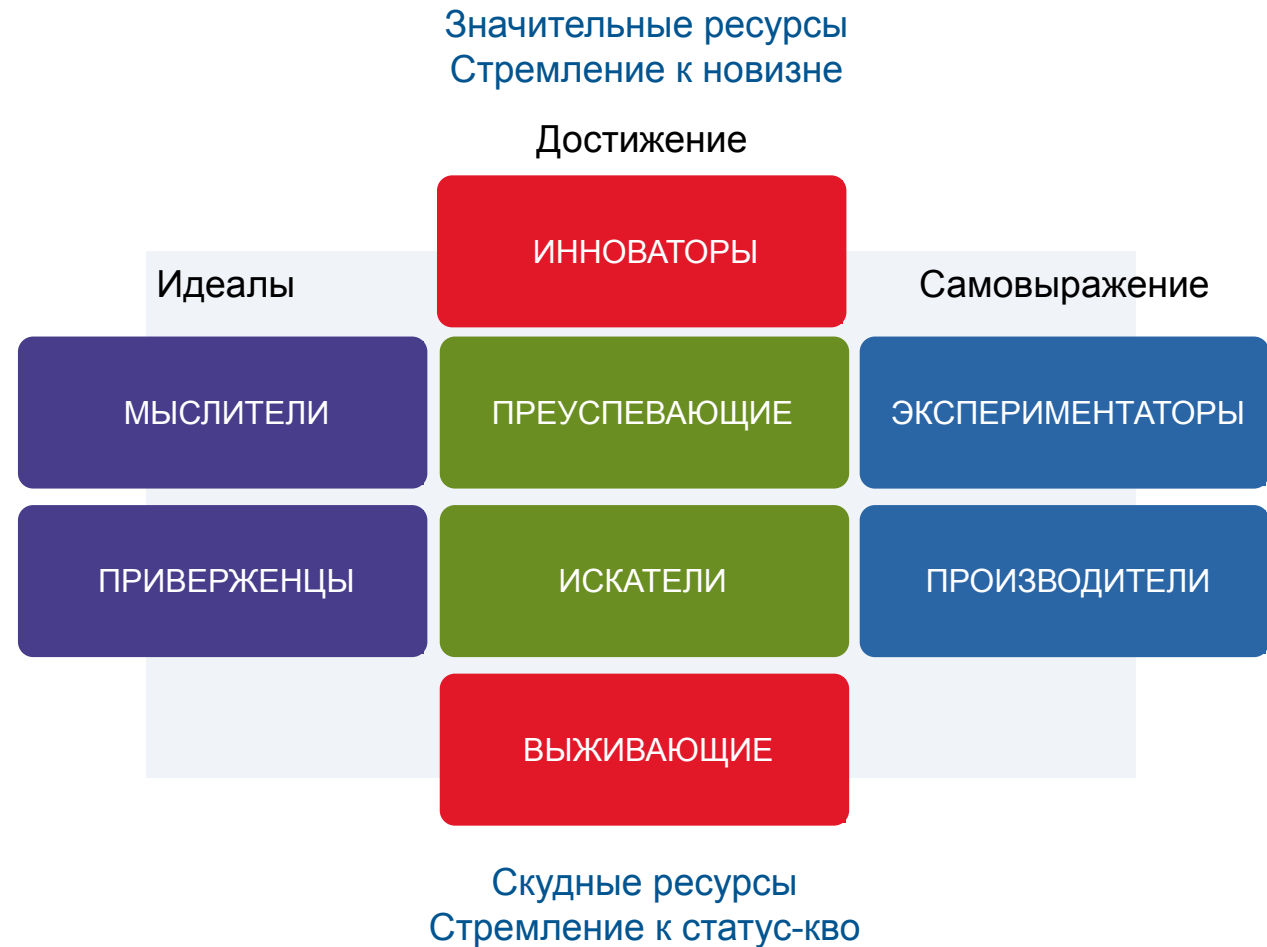 Значительные ресурсы
Стремление к новизне
Достижение
ИННОВАТОРЫ
Идеалы
Самовыражение
МЫСЛИТЕЛИ
ПРЕУСПЕВАЮЩИЕ
ЭКСПЕРИМЕНТАТОРЫ
ПРИВЕРЖЕНЦЫ
ИСКАТЕЛИ
ПРОИЗВОДИТЕЛИ
ВЫЖИВАЮЩИЕ
Скудные ресурсы
Стремление к статус-кво